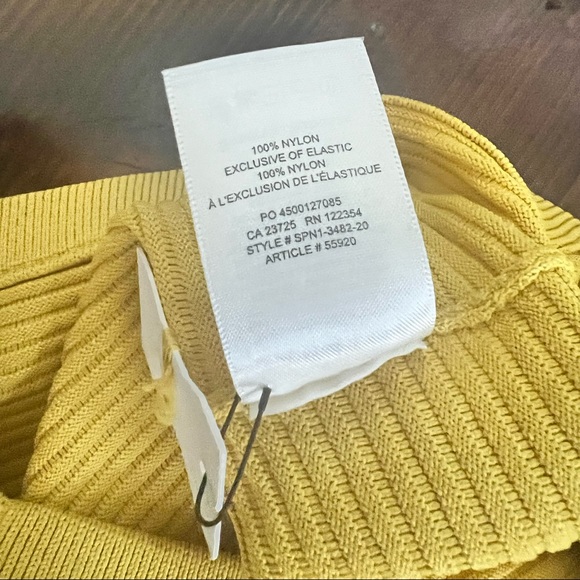 100% NYLON
EXCLUSIVE OF ELASTIC
100% NYLON
À L'EXCLUSION DE L'ÉLASTIQUE
PO 4500127085
CA 23725 RN 122354
STYLE # SPN1-3482-20
ARTICLE # 55920